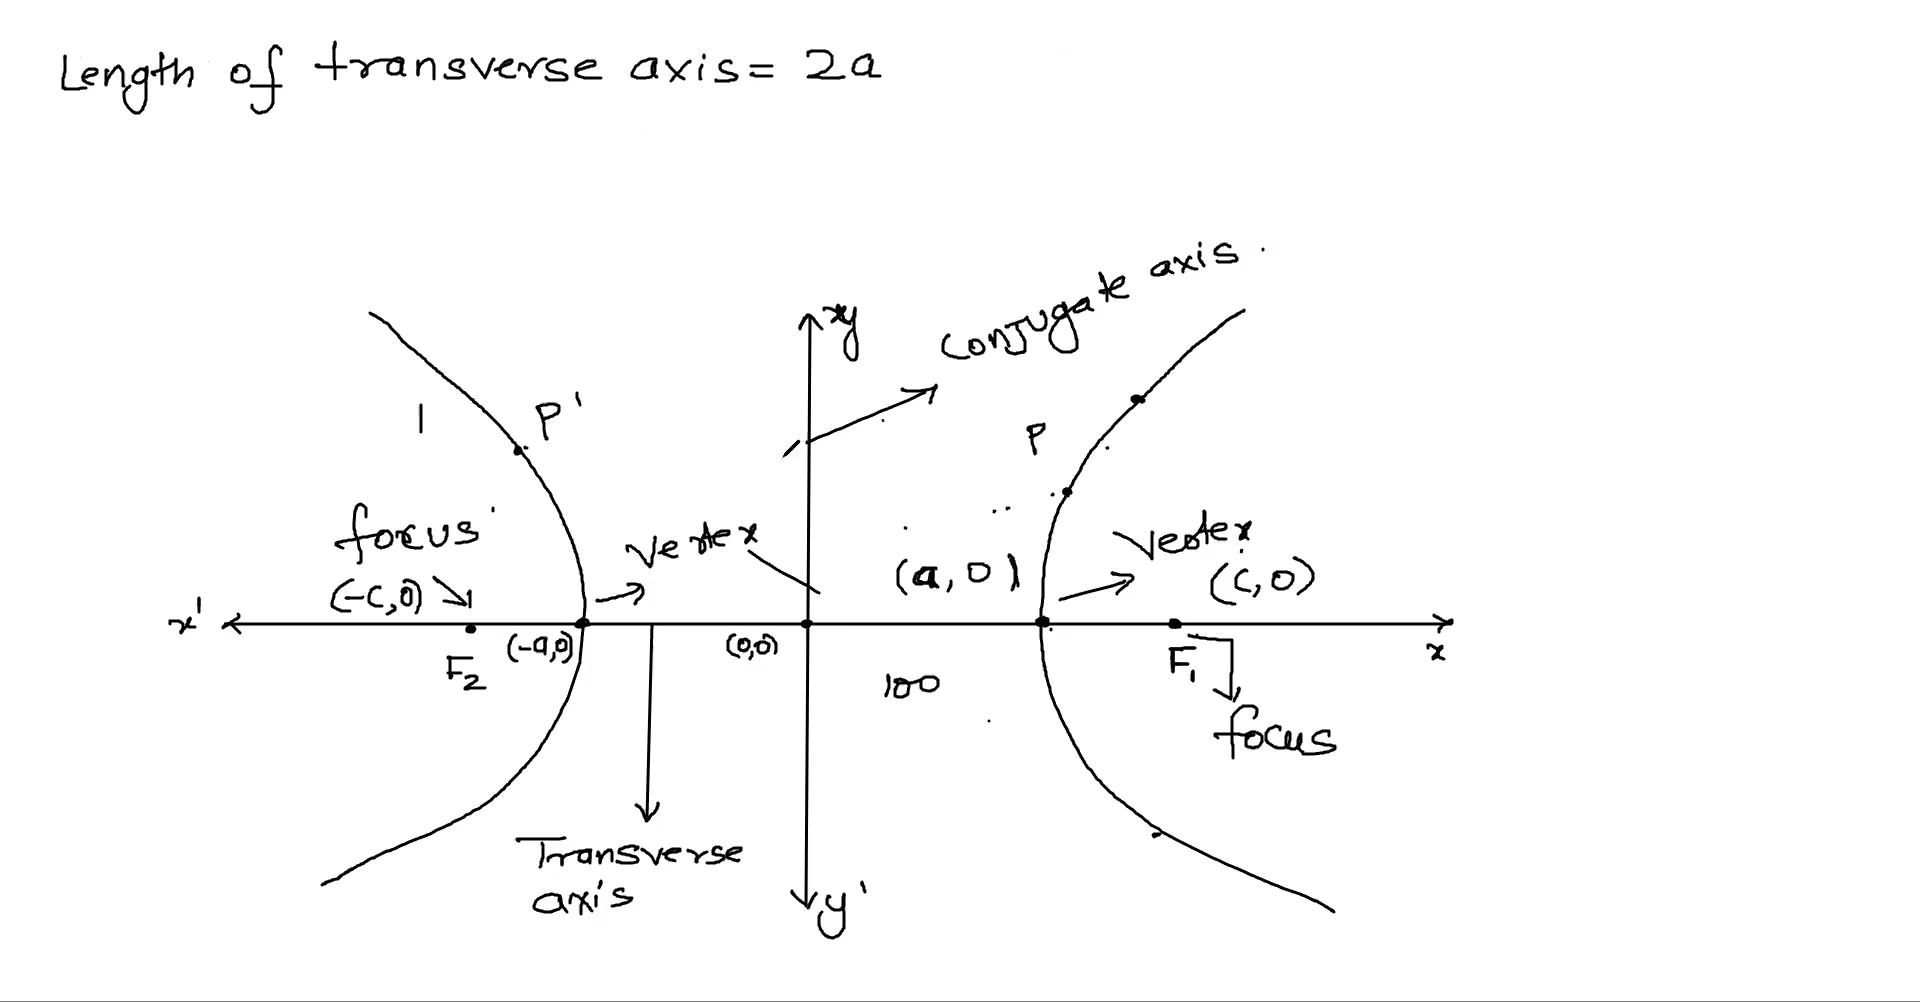 Length of transverse axis = 2a
conjugate axis.
y
P'
P
focus
vertex
vertex
(-c,0)
(a,0)
(c,0)
x'
x
F₂
(-a,0)
(0,0)
F₁
100
focus
Transverse
axis
y'